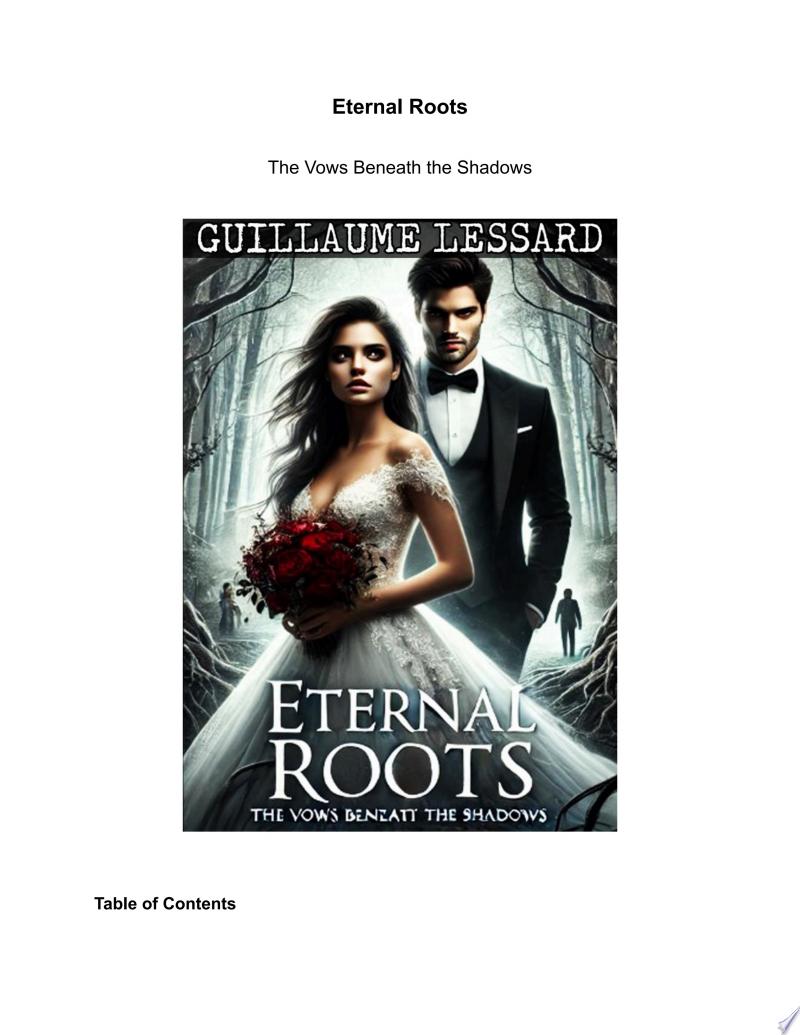 Eternal Roots
The Vows Beneath the Shadows
GUILLAUME LESSARD
ETERNAL
ROOTS
THE VOWS BENZATT THE SHADOWS
Table of Contents